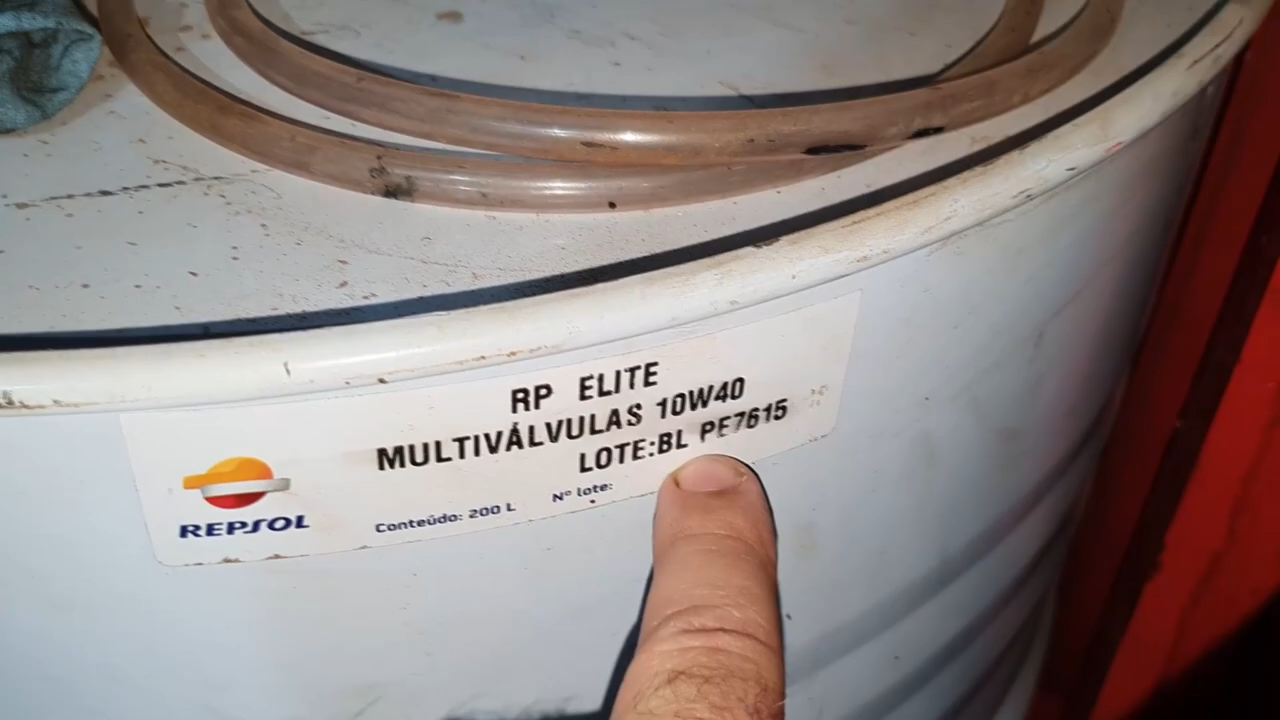 RP ELITE
MULTIVÁLVULAS 10W40
LOTE:BL PE7615
REPSOL
Conteúdo: 200 L
Nº lote: